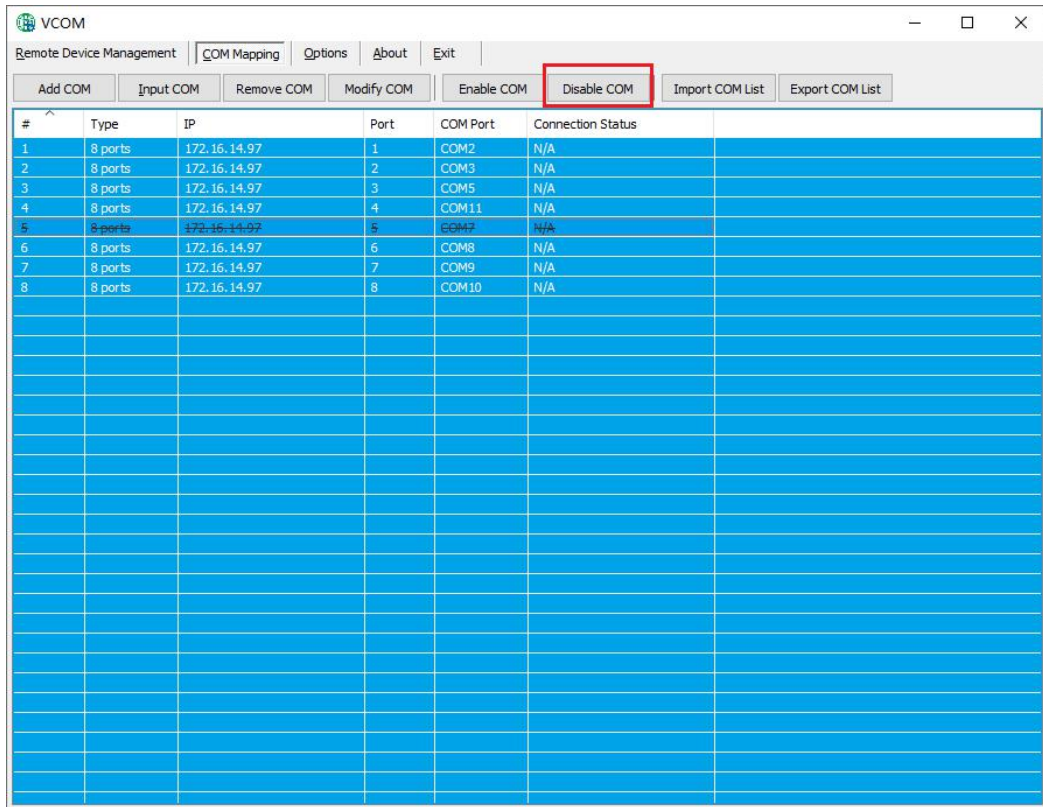 VCOM
Remote Device Management COM Mapping Options About Exit
Add COM Input COM Remove COM Modify COM Enable COM Disable COM Import COM List Export COM List
# Type IP Port COM Port Connection Status
1 8 ports 172.16.14.97 1 COM2 N/A
2 8 ports 172.16.14.97 2 COM3 N/A
3 8 ports 172.16.14.97 3 COM5 N/A
4 8 ports 172.16.14.97 4 COM11 N/A
5 8 ports 172.16.14.97 5 COM7 N/A
6 8 ports 172.16.14.97 6 COM8 N/A
7 8 ports 172.16.14.97 7 COM9 N/A
8 8 ports 172.16.14.97 8 COM10 N/A